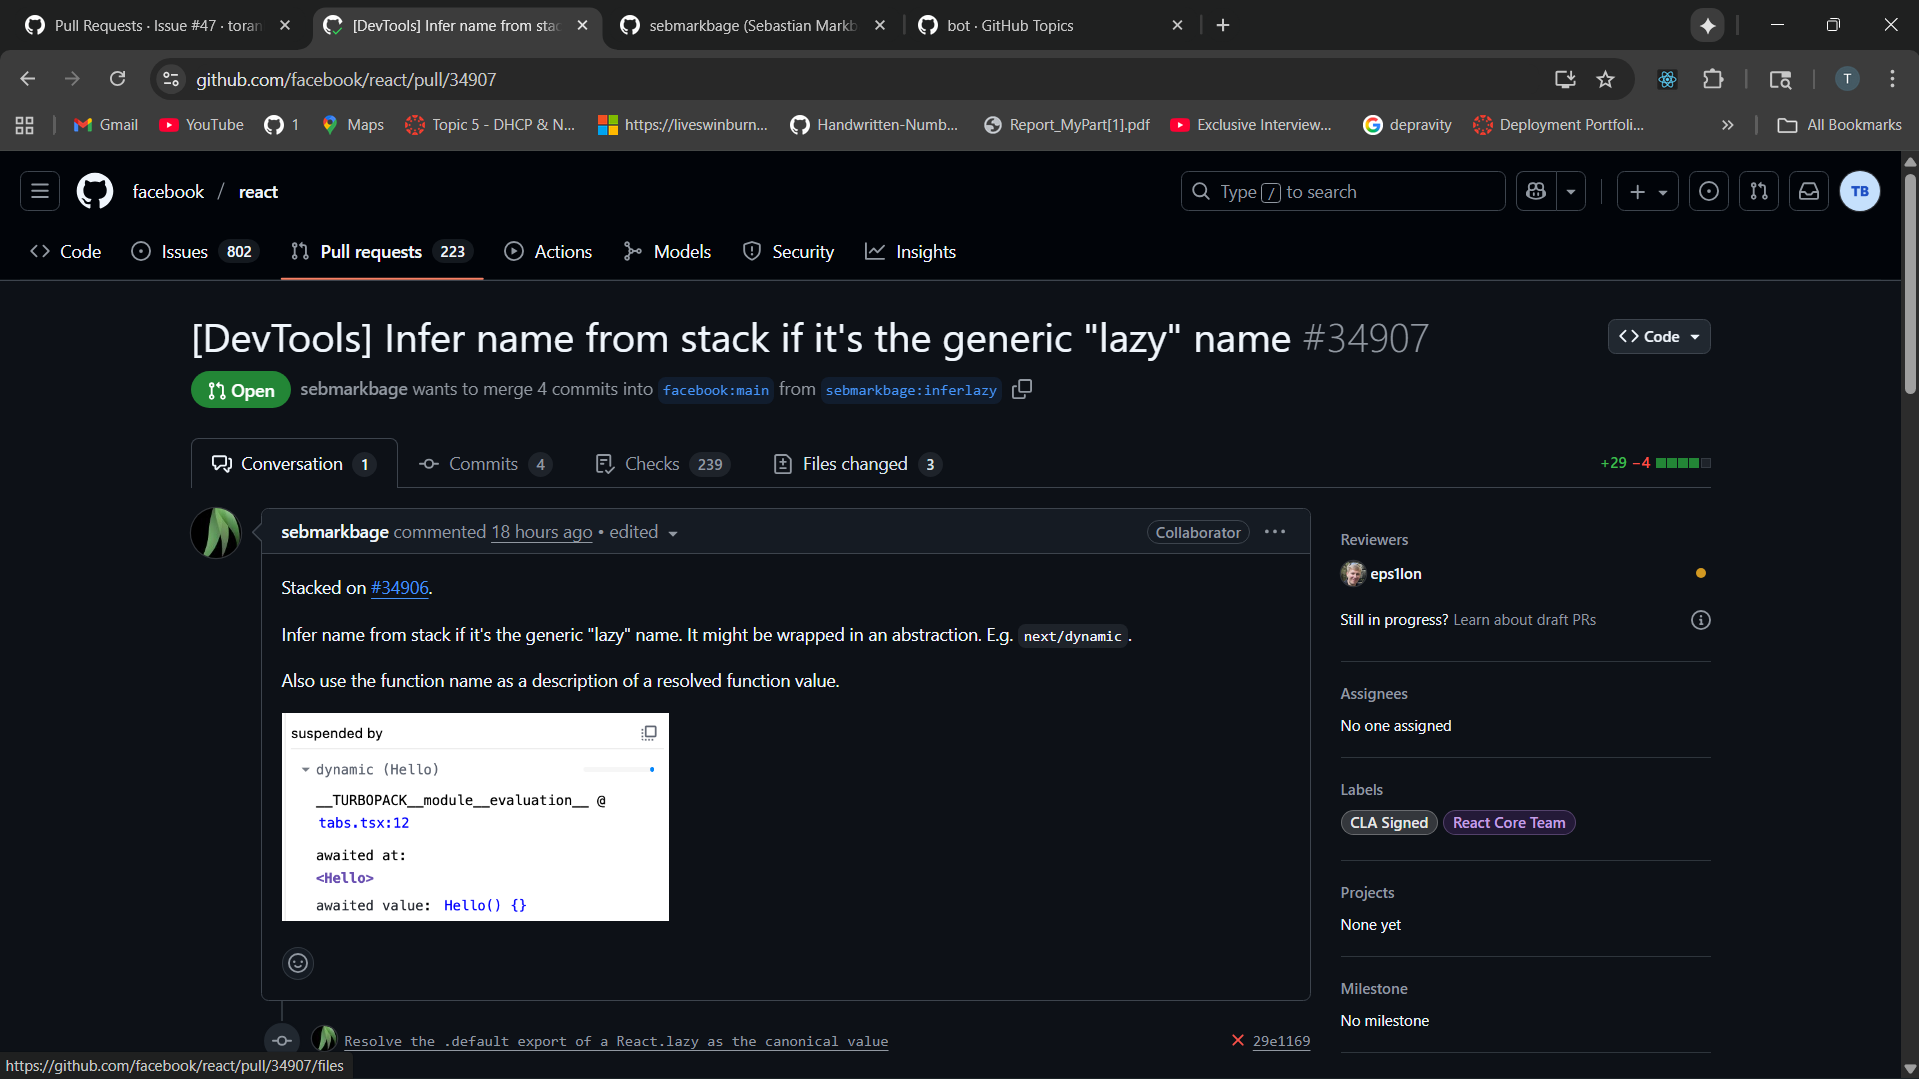 Pull Requests · Issue #47 · toran
[DevTools] Infer name from stac
sebmarkbage (Sebastian Markb
bot · GitHub Topics
github.com/facebook/react/pull/34907
T
Gmail
YouTube
1
Maps
Topic 5 - DHCP & N...
https://liveswinburn...
Handwritten-Numb...
Report_MyPart[1].pdf
Exclusive Interview...
depravity
Deployment Portfoli...
All Bookmarks
facebook / react
Type / to search
TB
Code
Issues 802
Pull requests 223
Actions
Models
Security
Insights
[DevTools] Infer name from stack if it's the generic "lazy" name #34907
Code
Open
sebmarkbage wants to merge 4 commits into facebook:main from sebmarkbage:inferlazy
Conversation 1
Commits 4
Checks 239
Files changed 3
+29 −4
sebmarkbage commented 18 hours ago • edited
Collaborator
Stacked on #34906.
Infer name from stack if it's the generic "lazy" name. It might be wrapped in an abstraction. E.g. next/dynamic.
Also use the function name as a description of a resolved function value.
suspended by
dynamic (Hello)
__TURBOPACK__module__evaluation__ @
tabs.tsx:12
awaited at:
<Hello>
awaited value: Hello() {}
Resolve the .default export of a React.lazy as the canonical value
29e1169
Reviewers
eps1lon
Still in progress? Learn about draft PRs
Assignees
No one assigned
Labels
CLA Signed
React Core Team
Projects
None yet
Milestone
No milestone
https://github.com/facebook/react/pull/34907/files